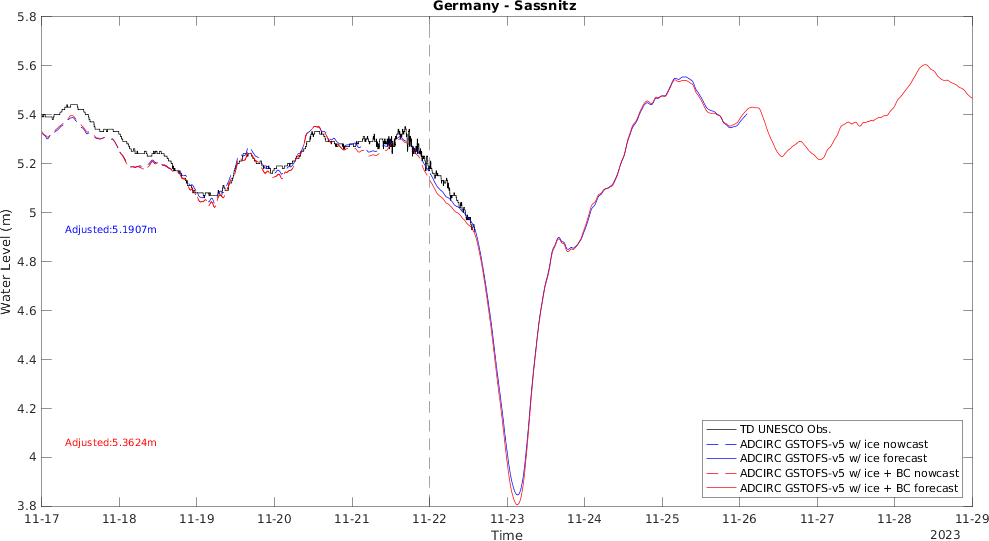 Germany - Sassnitz
5.8
5.6
5.4
5.2
5
4.8
4.6
4.4
4.2
4
3.8
Water Level (m)
Adjusted:5.1907m
Adjusted:5.3624m
TD UNESCO Obs.
ADCIRC GSTOFS-v5 w/ ice nowcast
ADCIRC GSTOFS-v5 w/ ice forecast
ADCIRC GSTOFS-v5 w/ ice + BC nowcast
ADCIRC GSTOFS-v5 w/ ice + BC forecast
11-17 11-18 11-19 11-20 11-21 11-22 11-23 11-24 11-25 11-26 11-27 11-28 11-29
Time
2023